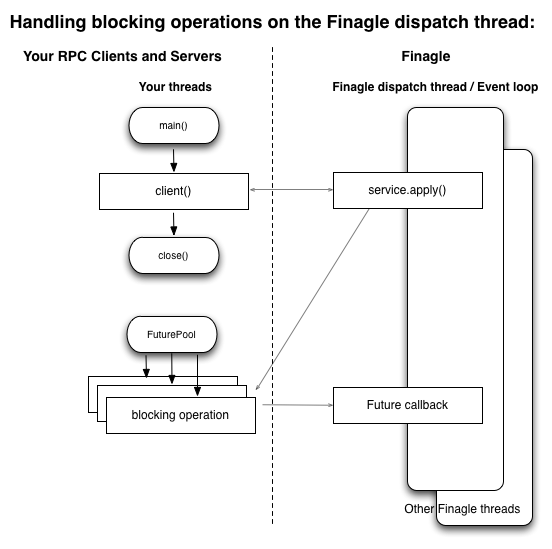 Handling blocking operations on the Finagle dispatch thread:
Your RPC Clients and Servers
Finagle
Your threads
Finagle dispatch thread / Event loop
main()
client()
service.apply()
close()
FuturePool
blocking operation
Future callback
Other Finagle threads